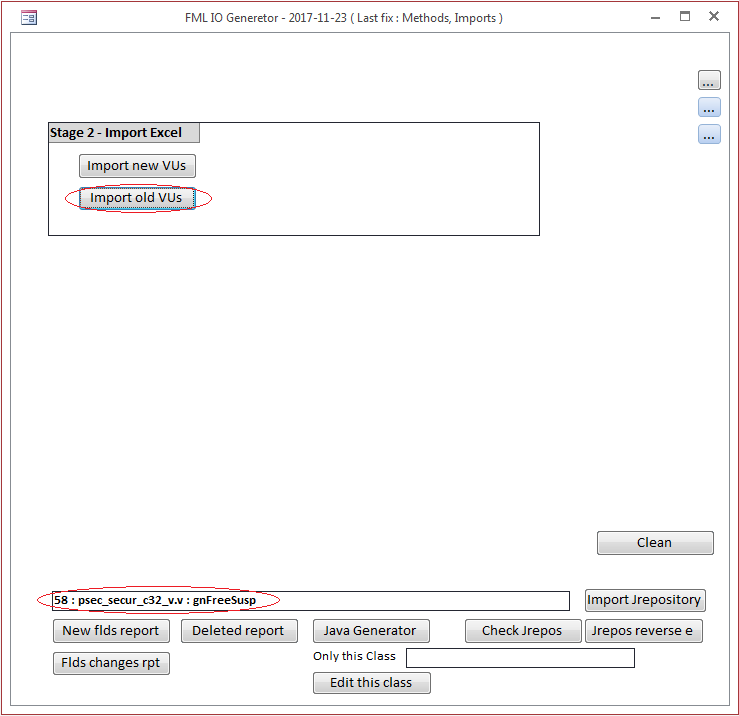 FML IO Generetor - 2017-11-23 ( Last fix : Methods, Imports )
...
...
...
Stage 2 - Import Excel
Import new VUs
Import old VUs
Clean
58 : psec_secur_c32_v.v : gnFreeSusp
Import Jrepository
New flds report
Deleted report
Java Generator
Check Jrepos
Jrepos reverse e
Flds changes rpt
Only this Class
Edit this class